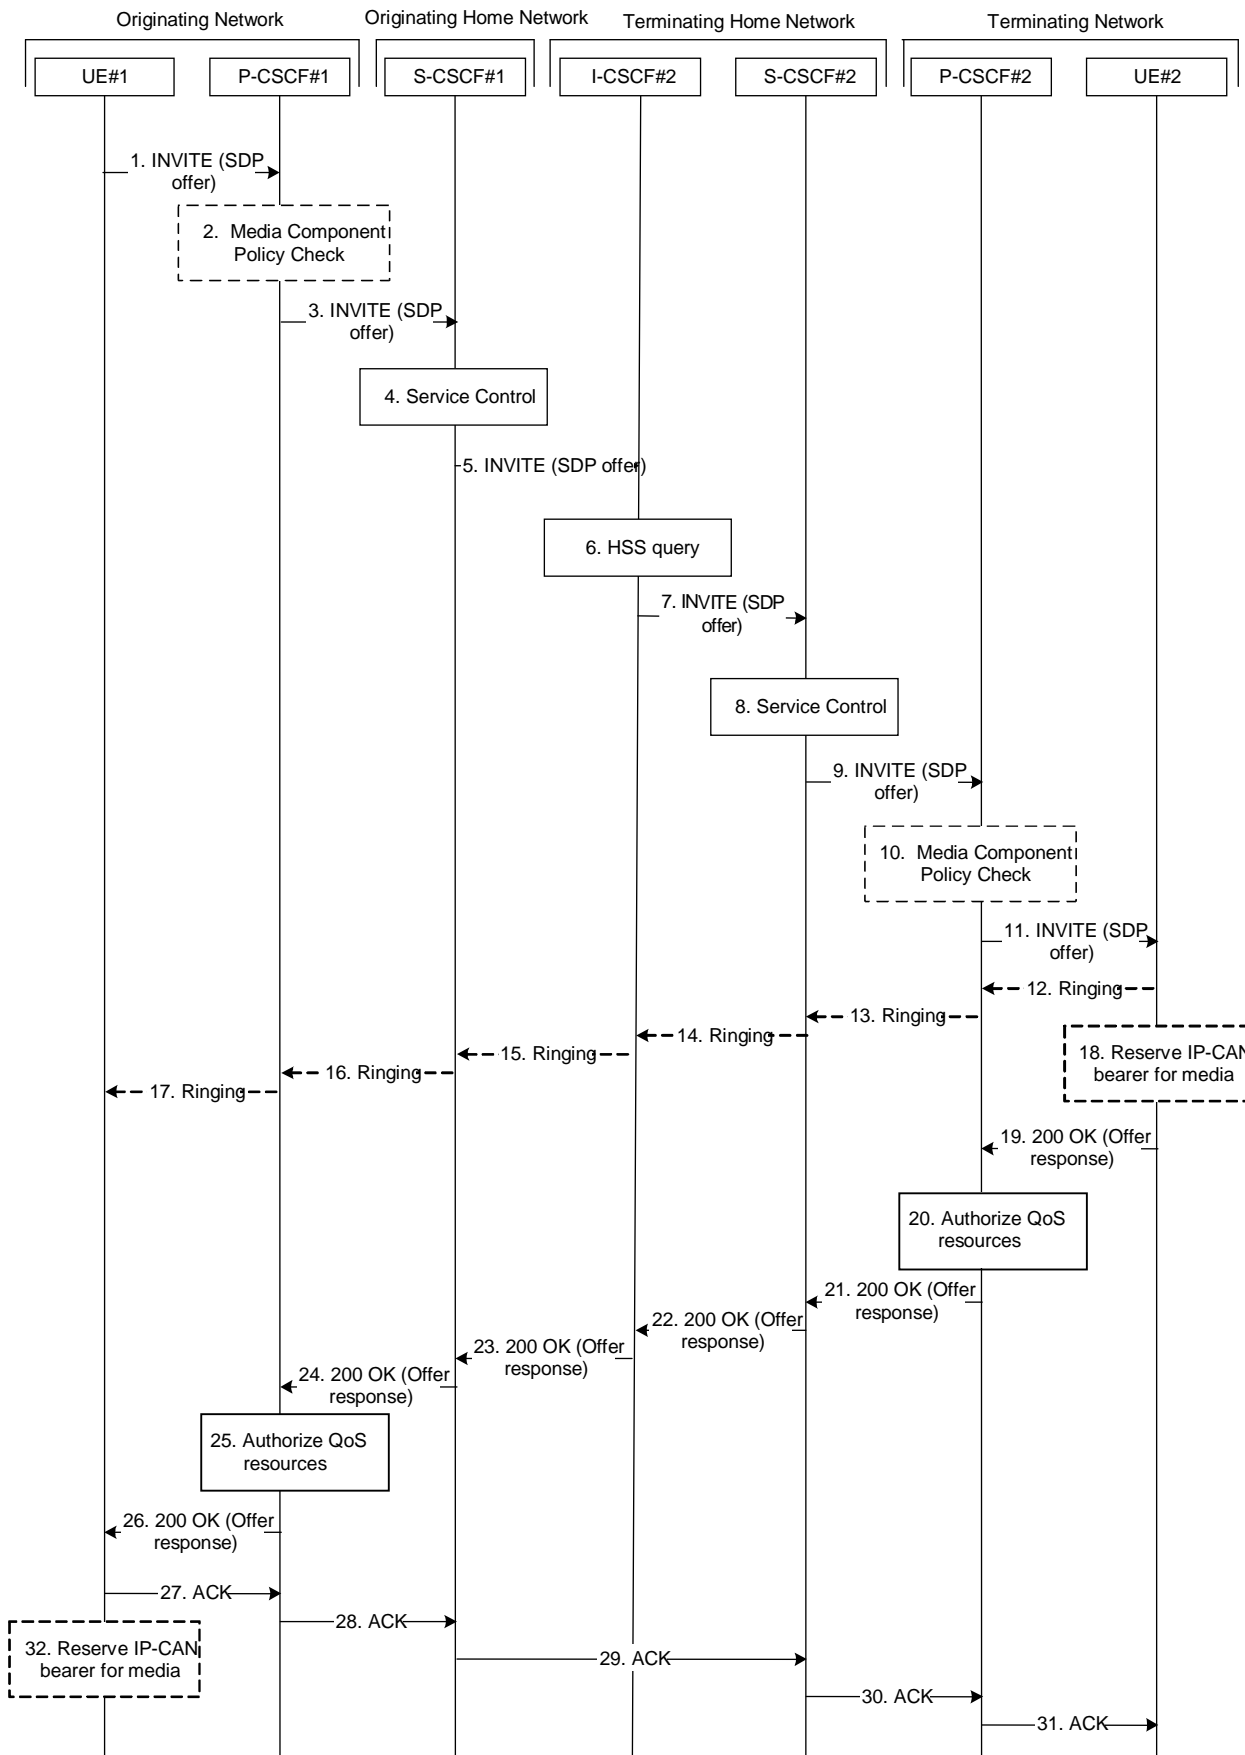 Originating Network
Originating Home Network
Terminating Home Network
Terminating Network
UE#1
P-CSCF#1
S-CSCF#1
I-CSCF#2
S-CSCF#2
P-CSCF#2
UE#2
1. INVITE (SDP
offer)
2. Media Component
Policy Check
3. INVITE (SDP
offer)
4. Service Control
5. INVITE (SDP offer)
6. HSS query
7. INVITE (SDP
offer)
8. Service Control
9. INVITE (SDP
offer)
10. Media Component
Policy Check
11. INVITE (SDP
offer)
12. Ringing
13. Ringing
14. Ringing
15. Ringing
16. Ringing
17. Ringing
18. Reserve IP-CAN
bearer for media
19. 200 OK (Offer
response)
20. Authorize QoS
resources
21. 200 OK (Offer
response)
22. 200 OK (Offer
response)
23. 200 OK (Offer
response)
24. 200 OK (Offer
response)
25. Authorize QoS
resources
26. 200 OK (Offer
response)
27. ACK
28. ACK
32. Reserve IP-CAN
bearer for media
29. ACK
30. ACK
31. ACK